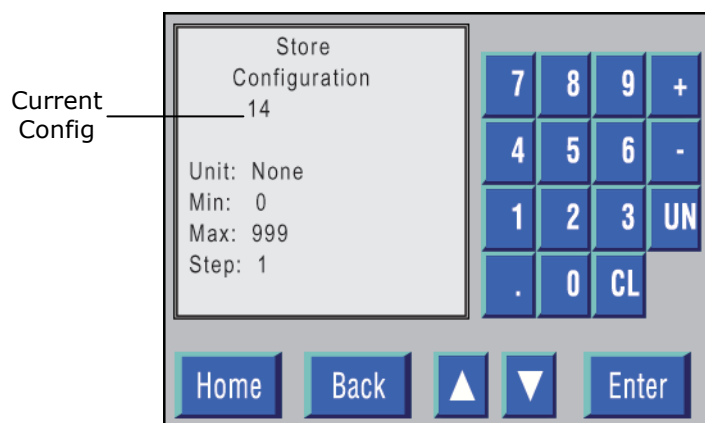 Store
Configuration
14
Current
Config
Unit: None
Min: 0
Max: 999
Step: 1
7 8 9 +
4 5 6 -
1 2 3 UN
. 0 CL
Home Back Enter